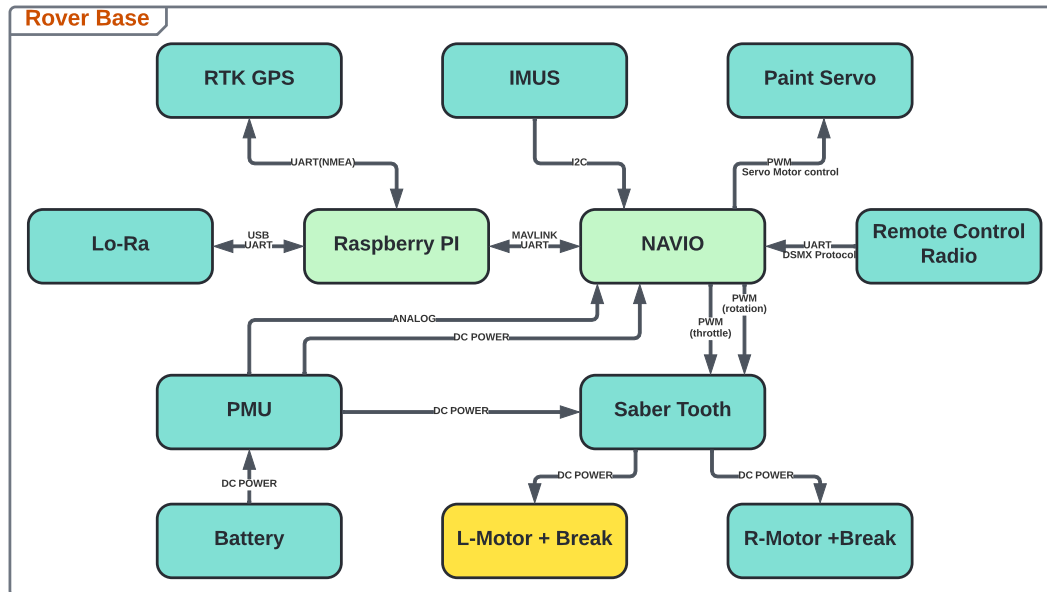 Rover Base
RTK GPS
IMUS
Paint Servo
UART(NMEA)
I2C
PWM
Servo Motor control
Lo-Ra
USB
UART
Raspberry PI
MAVLINK
UART
NAVIO
UART
DSMX Protocol
Remote Control
Radio
ANALOG
DC POWER
PWM
(throttle)
PWM
(rotation)
PMU
DC POWER
Saber Tooth
DC POWER
DC POWER
DC POWER
Battery
L-Motor + Break
R-Motor +Break